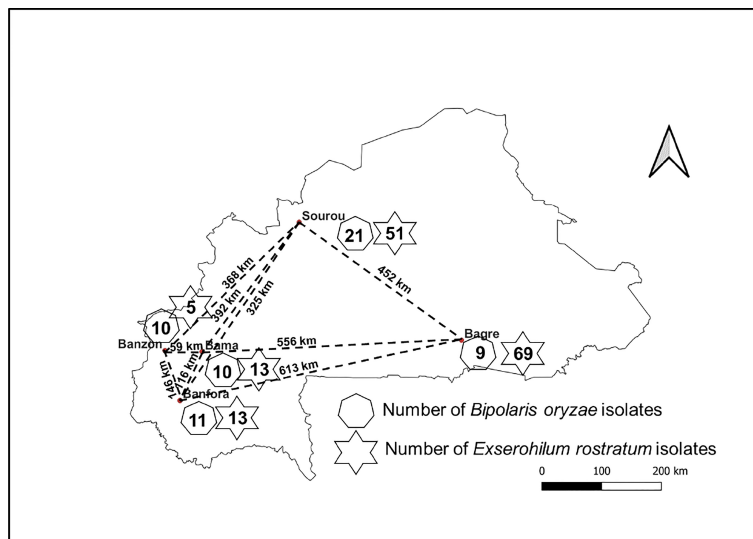 Sourou
21
51
368 km
392 km
325 km
452 km
5
10
Banzon
59 km
Bama
556 km
Bagre
9
69
10
13
613 km
146 km
Banfora
11
13
Number of Bipolaris oryzae isolates
Number of Exserohilum rostratum isolates
0 100 200 km